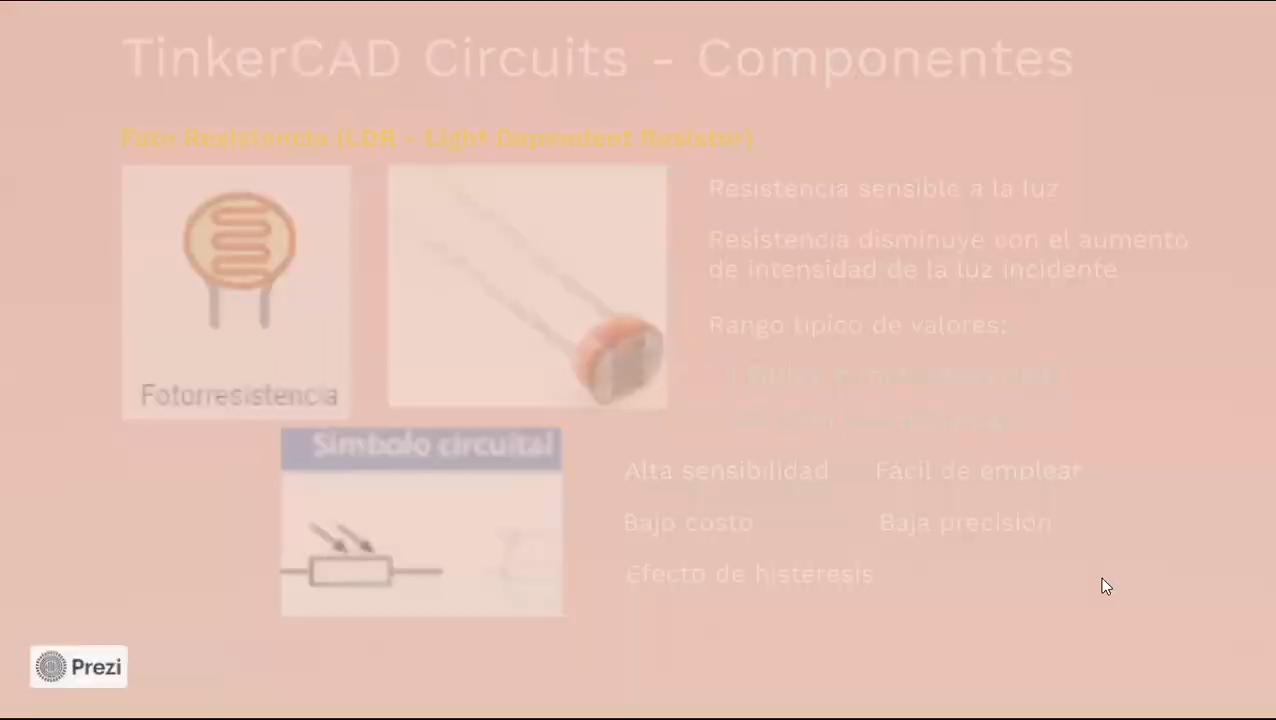 TinkerCAD Circuits - Componentes
Foto Resistencia (LDR - Light Dependent Resistor)
Resistencia sensible a la luz
Resistencia disminuye con el aumento
de intensidad de la luz incidente
Rango típico de valores:
Fotorresistencia
Símbolo circuital
Alta sensibilidad
Fácil de emplear
Bajo costo
Baja precisión
Efecto de histéresis
Prezi